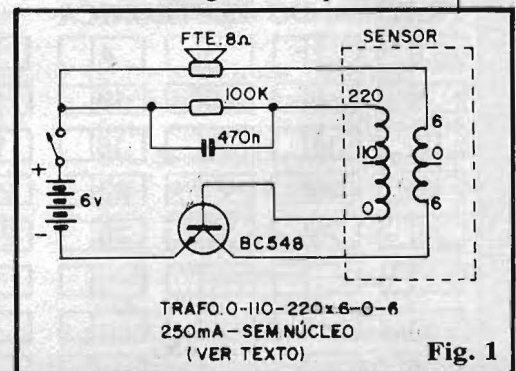 FTE.8Ω
SENSOR
100K
470n
220
110
0
6
0
6
+
6v
-
BC548
TRAFO.0-110-220x6-0-6
250mA-SEM NÚCLEO
(VER TEXTO)
Fig. 1